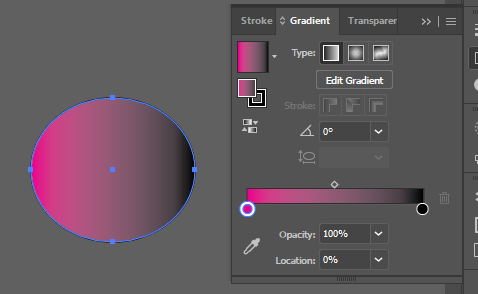 Stroke Gradient Transparer
Type:
Edit Gradient
Stroke:
0°
Opacity: 100%
Location: 0%